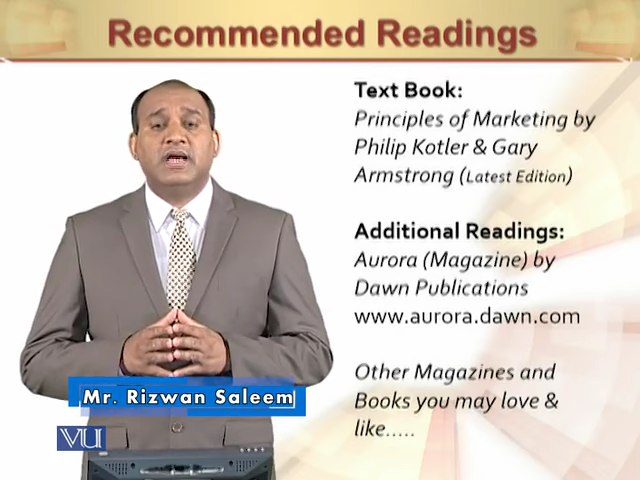 Recommended Readings
Text Book:
Principles of Marketing by
Philip Kotler & Gary
Armstrong (Latest Edition)
Additional Readings:
Aurora (Magazine) by
Dawn Publications
www.aurora.dawn.com
Other Magazines and
Books you may love &
like.....
Mr. Rizwan Saleem
VU